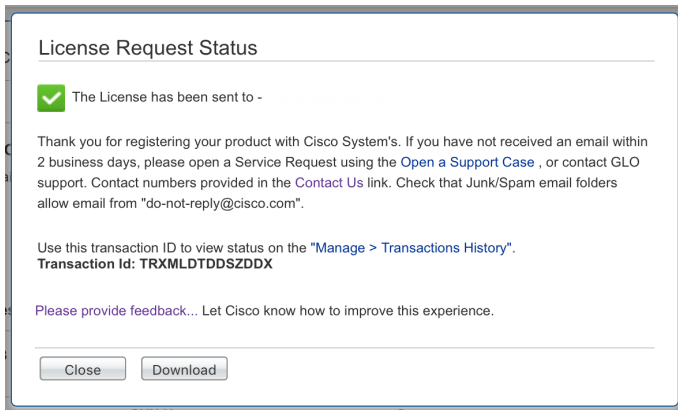 License Request Status
The License has been sent to -
Thank you for registering your product with Cisco System's. If you have not received an email within
2 business days, please open a Service Request using the Open a Support Case , or contact GLO
support. Contact numbers provided in the Contact Us link. Check that Junk/Spam email folders
allow email from "do-not-reply@cisco.com".
Use this transaction ID to view status on the "Manage > Transactions History".
Transaction Id: TRXMLDTDDSZDDX
Please provide feedback... Let Cisco know how to improve this experience.
Close Download